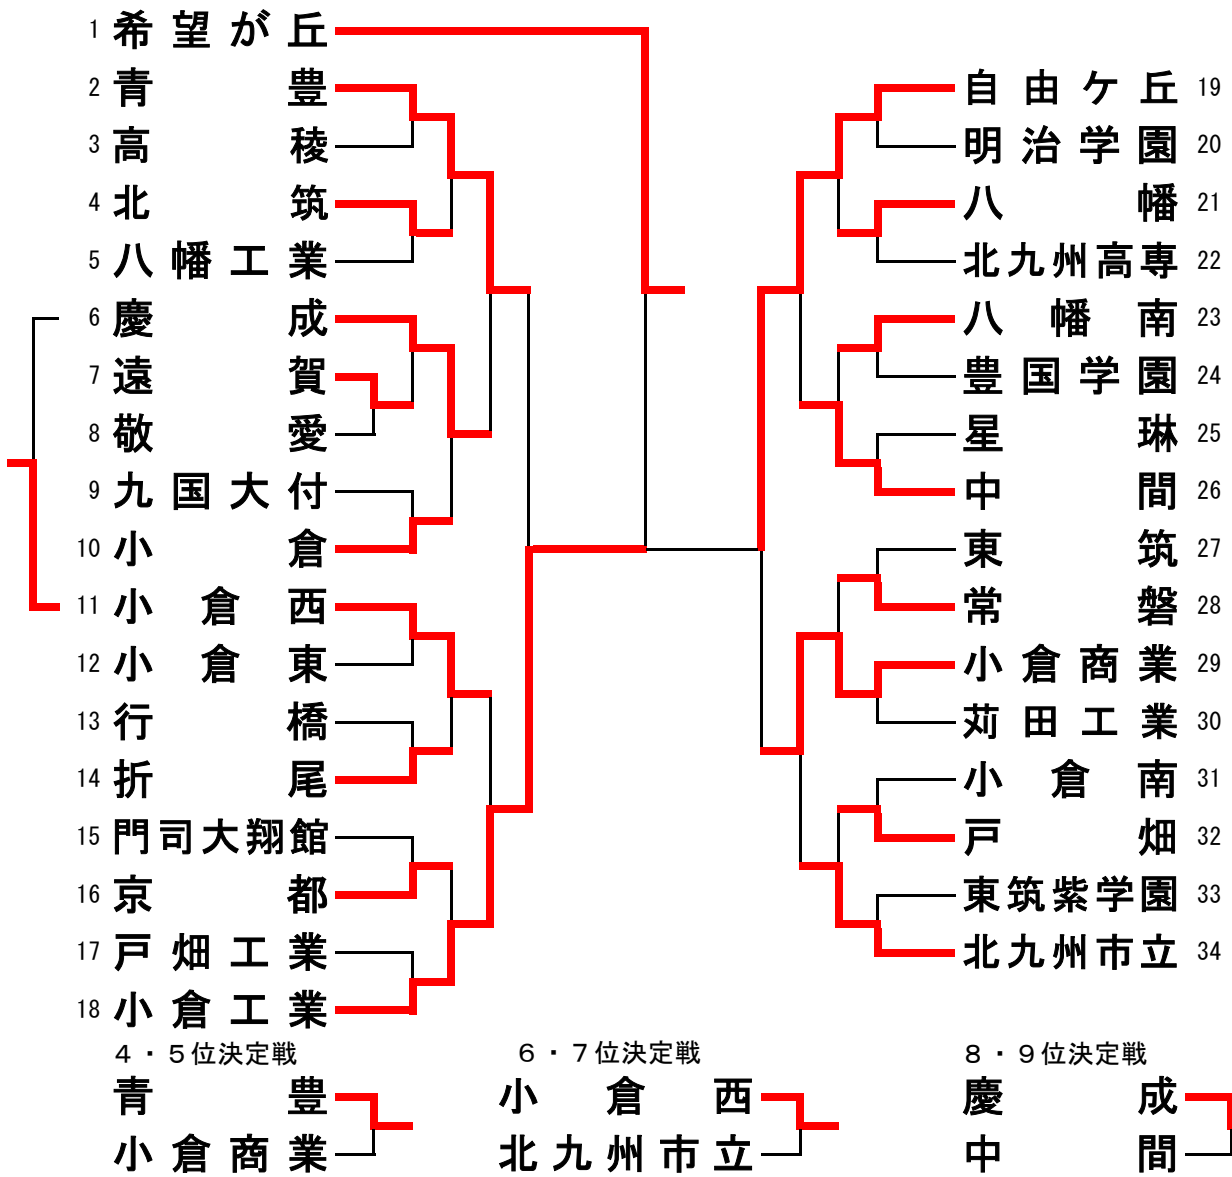 1 希望が丘
2 青豊
3 高稜
4 北筑
5 八幡工業
6 慶成
7 遠賀
8 敬愛
9 九国大付
10 小倉
11 小倉西
12 小倉東
13 行橋
14 折尾
15 門司大翔館
16 京都
17 戸畑工業
18 小倉工業
自由ケ丘 19
明治学園 20
八幡 21
北九州高専 22
八幡南 23
豊国学園 24
星琳 25
中間 26
東筑 27
常磐 28
小倉商業 29
苅田工業 30
小倉南 31
戸畑 32
東筑紫学園 33
北九州市立 34
4・5位決定戦
青豊
小倉商業
6・7位決定戦
小倉西
北九州市立
8・9位決定戦
慶成
中間